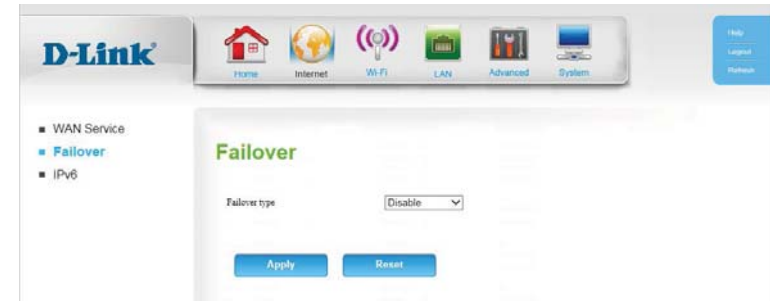 D-Link
Home Internet Wi-Fi LAN Advanced System
Help
Logout
Refresh
WAN Service
Failover
IPv6
Failover
Failover type Disable
Apply Reset